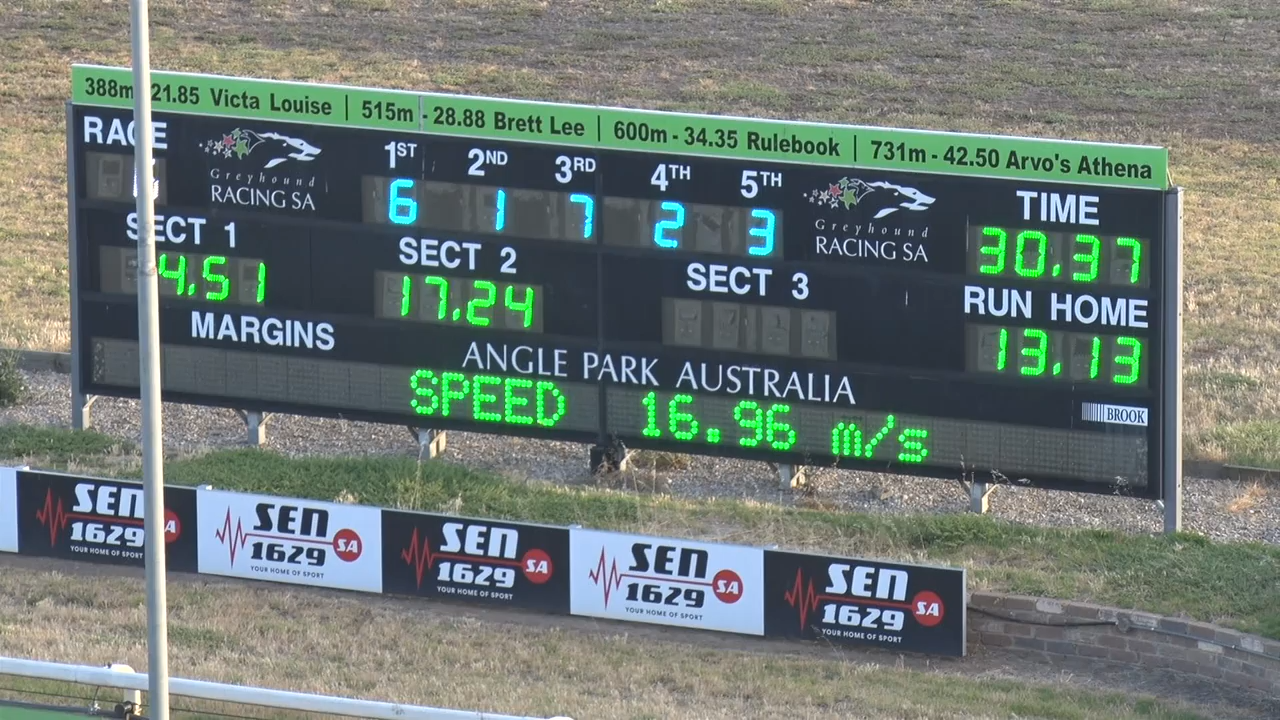 388m 21.85 Victa Louise | 515m - 28.88 Brett Lee | 600m - 34.35 Rulebook | 731m - 42.50 Arvo's Athena
RACE
Greyhound
RACING SA
1ST 2ND 3RD 4TH 5TH
6 1 7 2 3
Greyhound
RACING SA
TIME
30.37
SECT 1
4.51
SECT 2
17.24
SECT 3
RUN HOME
13.13
MARGINS
ANGLE PARK AUSTRALIA
SPEED 16.96 m/s
BROOK
SEN
1629
YOUR HOME OF SPORT
SEN
1629 SA
YOUR HOME OF SPORT
SEN
1629 SA
YOUR HOME OF SPORT
SEN
1629 SA
YOUR HOME OF SPORT
SEN
1629 SA
YOUR HOME OF SPORT